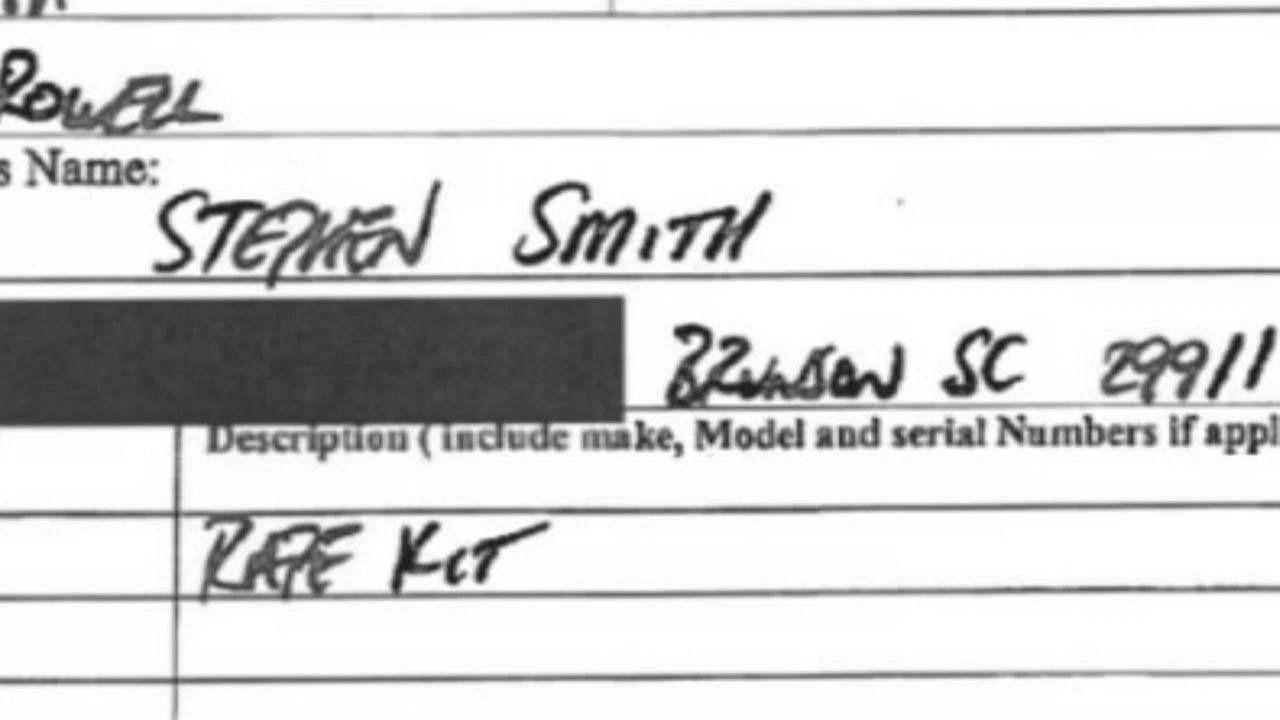 ROWELL
s Name:
STEPHEN SMITH
BRUNSON SC 29911
Description ( include make, Model and serial Numbers if appl
RAPE KIT